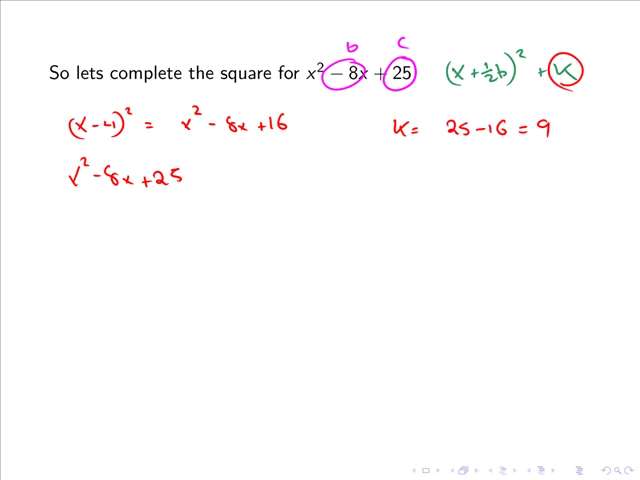 b c
So lets complete the square for x² − 8x + 25 (x + ½b)² + K
(x − 4)² = x² − 8x + 16 K = 25 − 16 = 9
x² − 8x + 25